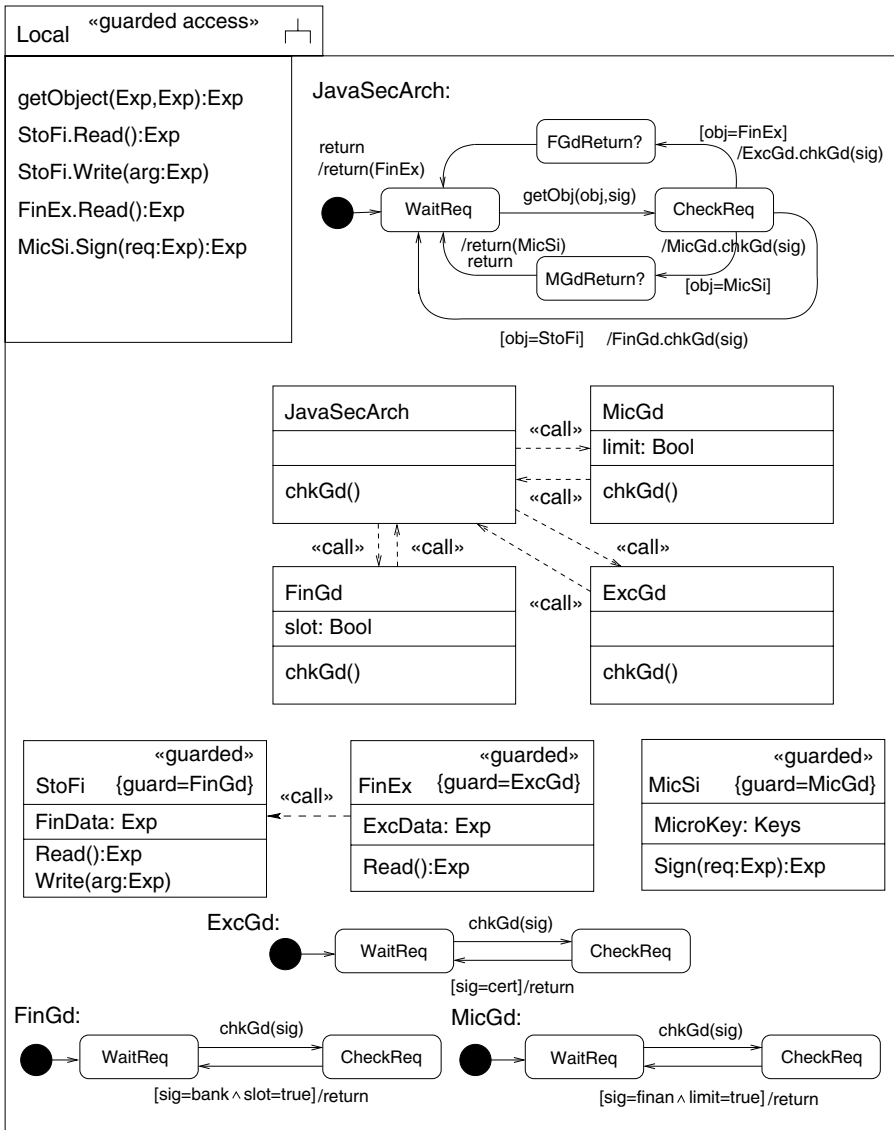 Local «guarded access»
getObject(Exp,Exp):Exp
StoFi.Read():Exp
StoFi.Write(arg:Exp)
FinEx.Read():Exp
MicSi.Sign(req:Exp):Exp
JavaSecArch:
return
/return(FinEx)
FGdReturn?
[obj=FinEx]
/ExcGd.chkGd(sig)
WaitReq
getObj(obj,sig)
CheckReq
/return(MicSi)
return
/MicGd.chkGd(sig)
MGdReturn?
[obj=MicSi]
[obj=StoFi] /FinGd.chkGd(sig)
JavaSecArch
chkGd()
«call»
«call»
MicGd
limit: Bool
chkGd()
«call»
«call»
«call»
«call»
FinGd
slot: Bool
chkGd()
ExcGd
chkGd()
«guarded»
StoFi {guard=FinGd}
FinData: Exp
Read():Exp
Write(arg:Exp)
«call»
«guarded»
FinEx {guard=ExcGd}
ExcData: Exp
Read():Exp
«guarded»
MicSi {guard=MicGd}
MicroKey: Keys
Sign(req:Exp):Exp
ExcGd:
WaitReq
chkGd(sig)
CheckReq
[sig=cert]/return
FinGd:
WaitReq
chkGd(sig)
CheckReq
[sig=bank∧slot=true]/return
MicGd:
WaitReq
chkGd(sig)
CheckReq
[sig=finan∧limit=true]/return